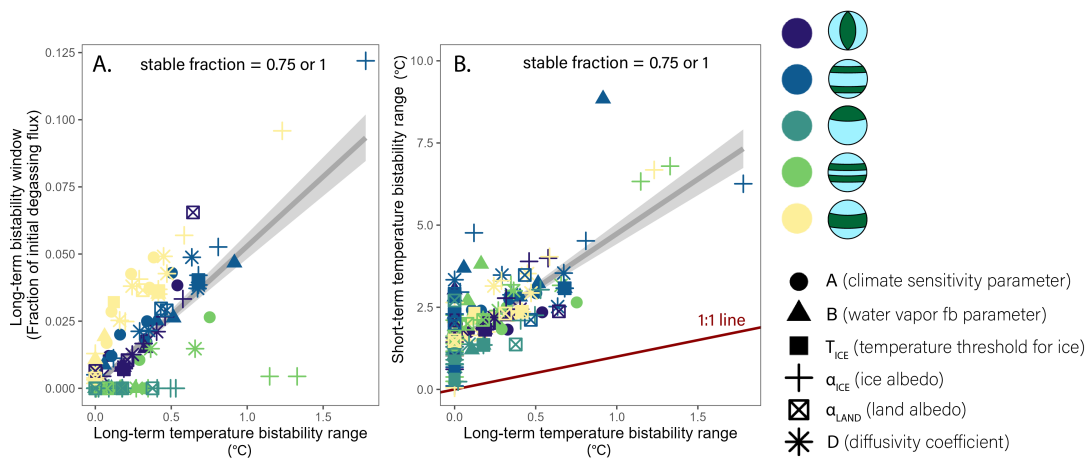 A.
stable fraction = 0.75 or 1
Long-term bistability window
(Fraction of initial degassing flux)
0.125
0.100
0.075
0.050
0.025
0.000
0.0
0.5
1.0
1.5
Long-term temperature bistability range
(°C)
B.
stable fraction = 0.75 or 1
Short-term temperature bistability range (°C)
10.0
7.5
5.0
2.5
0.0
1:1 line
0.0
0.5
1.0
1.5
Long-term temperature bistability range
(°C)
A (climate sensitivity parameter)
B (water vapor fb parameter)
T_ICE (temperature threshold for ice)
α_ICE (ice albedo)
α_LAND (land albedo)
D (diffusivity coefficient)